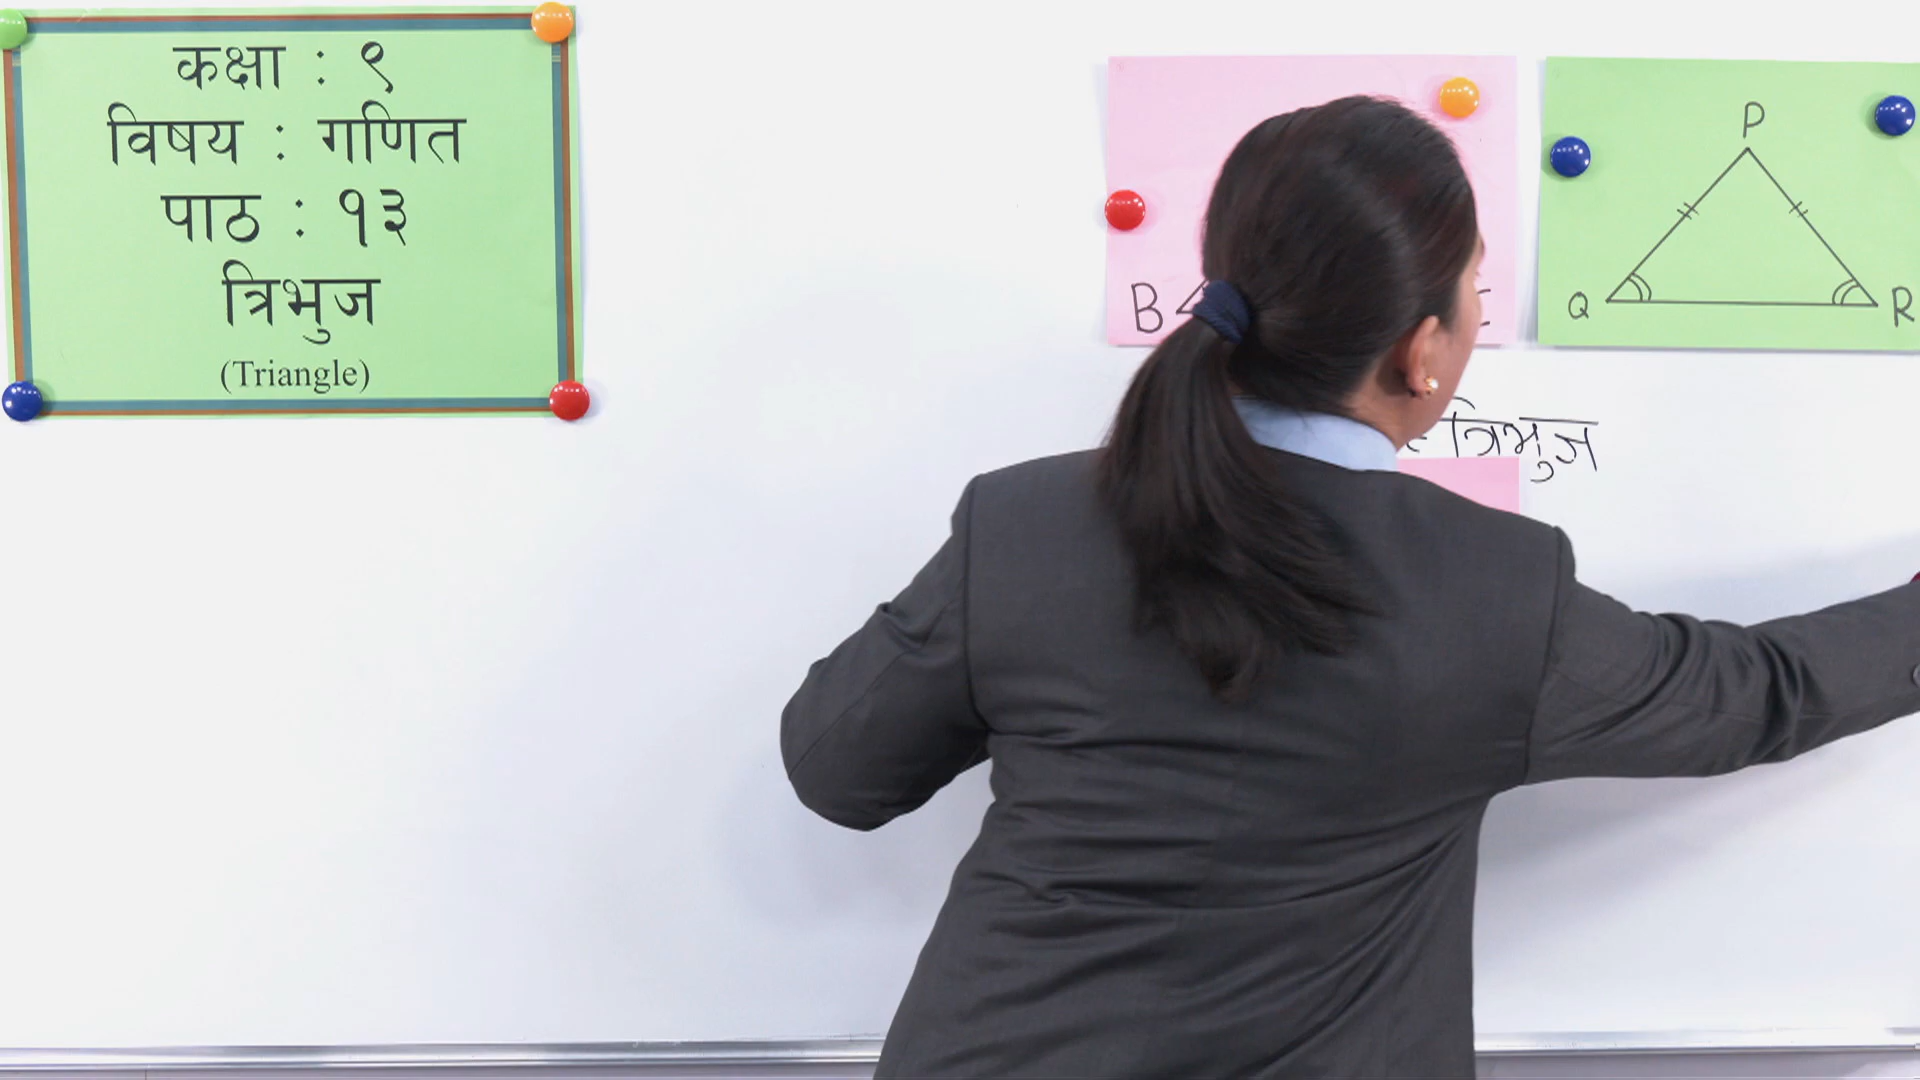 कक्षा : ९
विषय : गणित
पाठ : १३
त्रिभुज
(Triangle)
B
P
Q R
त्रिभुज